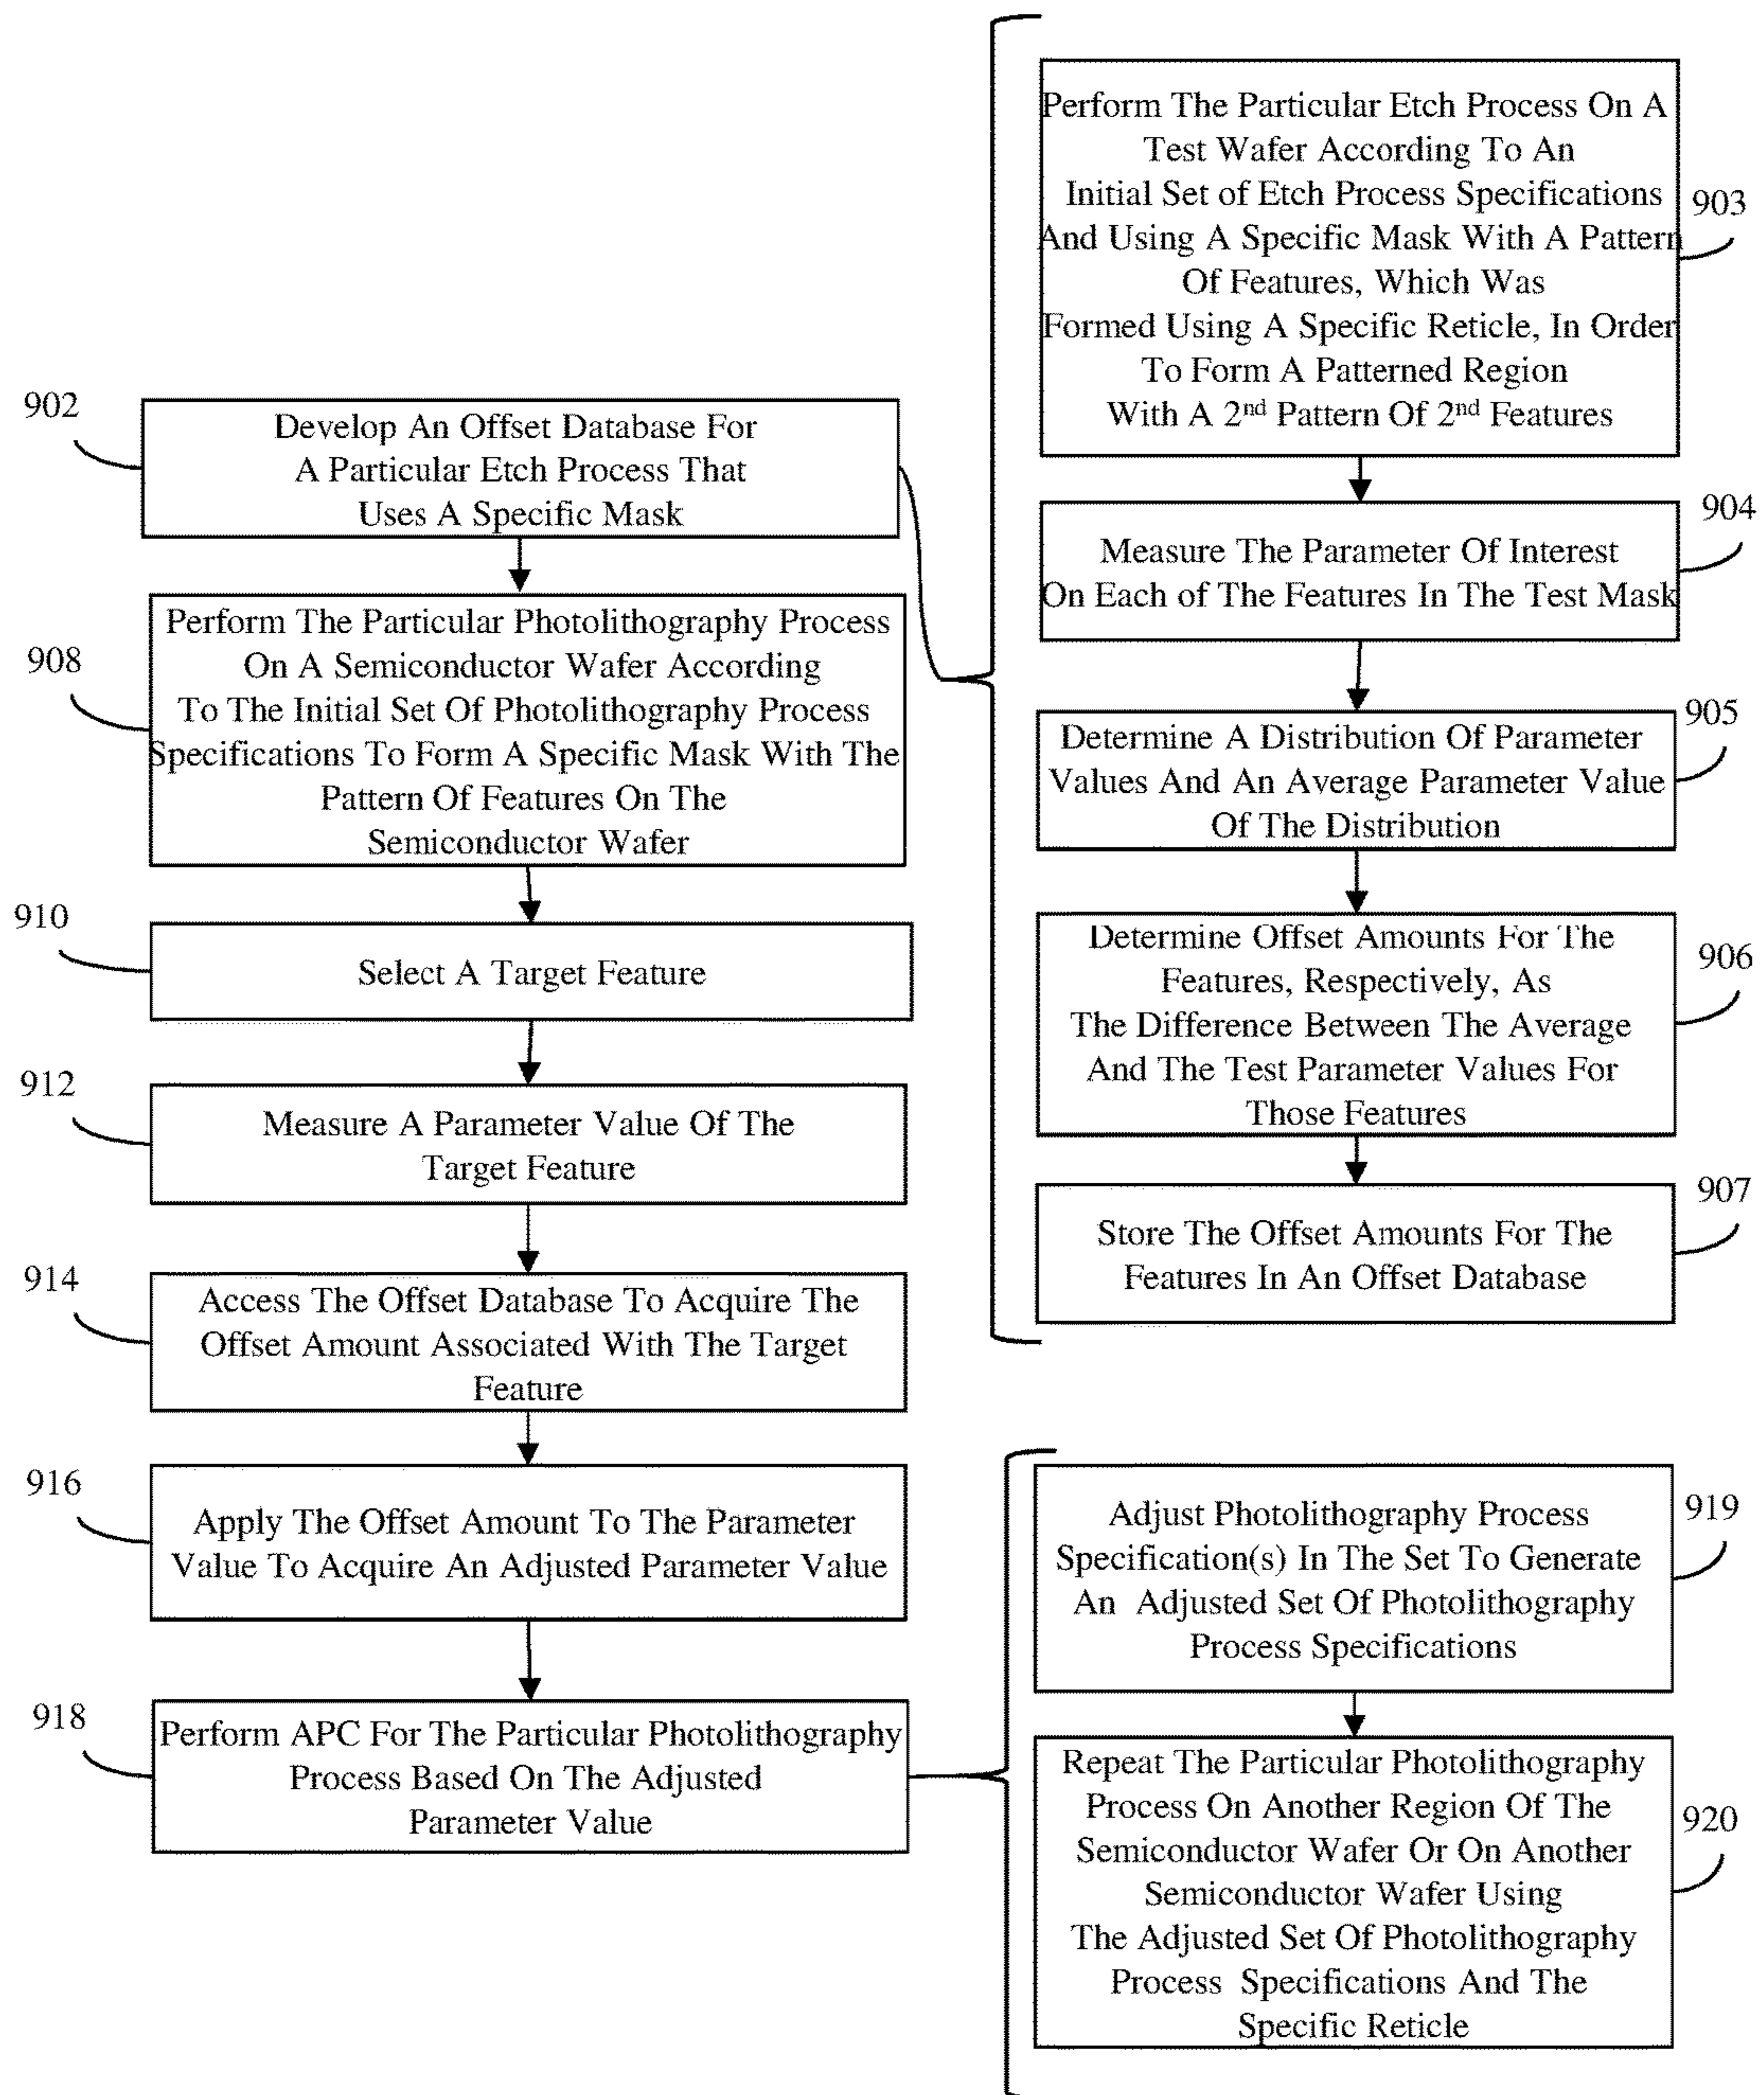 902
Develop An Offset Database For
A Particular Etch Process That
Uses A Specific Mask
908
Perform The Particular Photolithography Process
On A Semiconductor Wafer According
To The Initial Set Of Photolithography Process
Specifications To Form A Specific Mask With The
Pattern Of Features On The
Semiconductor Wafer
910
Select A Target Feature
912
Measure A Parameter Value Of The
Target Feature
914
Access The Offset Database To Acquire The
Offset Amount Associated With The Target
Feature
916
Apply The Offset Amount To The Parameter
Value To Acquire An Adjusted Parameter Value
918
Perform APC For The Particular Photolithography
Process Based On The Adjusted
Parameter Value
Perform The Particular Etch Process On A
Test Wafer According To An
Initial Set of Etch Process Specifications
And Using A Specific Mask With A Pattern
Of Features, Which Was
Formed Using A Specific Reticle, In Order
To Form A Patterned Region
With A 2nd Pattern Of 2nd Features
903
Measure The Parameter Of Interest
On Each of The Features In The Test Mask
904
Determine A Distribution Of Parameter
Values And An Average Parameter Value
Of The Distribution
905
Determine Offset Amounts For The
Features, Respectively, As
The Difference Between The Average
And The Test Parameter Values For
Those Features
906
Store The Offset Amounts For The
Features In An Offset Database
907
Adjust Photolithography Process
Specification(s) In The Set To Generate
An Adjusted Set Of Photolithography
Process Specifications
919
Repeat The Particular Photolithography
Process On Another Region Of The
Semiconductor Wafer Or On Another
Semiconductor Wafer Using
The Adjusted Set Of Photolithography
Process Specifications And The
Specific Reticle
920